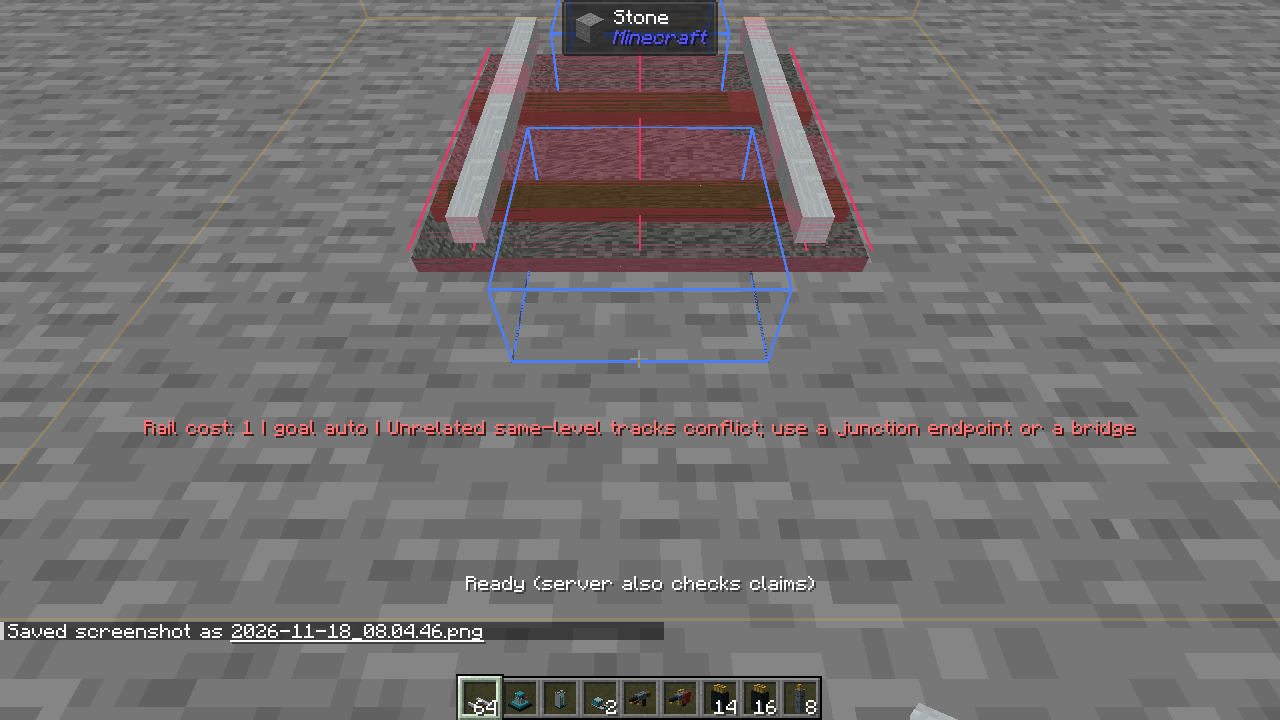 Stone
Minecraft
Rail cost: 1 | goal auto | Unrelated same-level tracks conflict; use a junction endpoint or a bridge
Ready (server also checks claims)
Saved screenshot as 2026-11-18_08.04.46.png
64 2 14 16 8